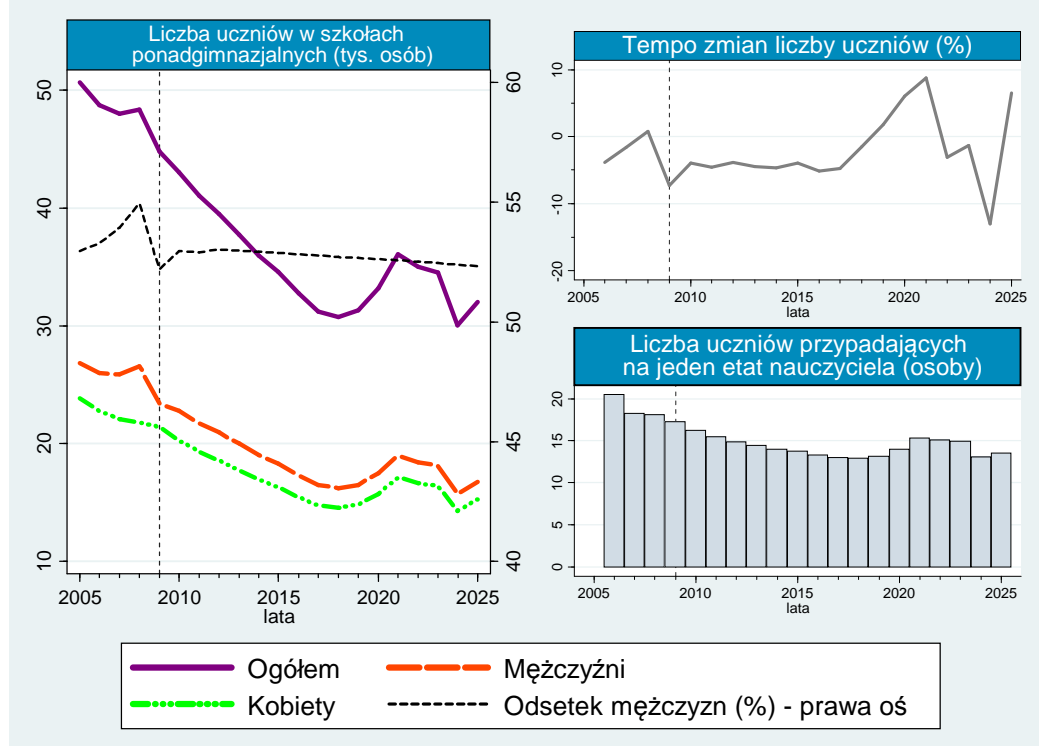 Liczba uczniów w szkołach
ponadgimnazjalnych (tys. osób)
50
40
30
20
10
60
55
50
45
40
2005 2010 2015 2020 2025
lata
Tempo zmian liczby uczniów (%)
10
0
-10
-20
2005 2010 2015 2020 2025
lata
Liczba uczniów przypadających
na jeden etat nauczyciela (osoby)
20
15
10
5
0
2005 2010 2015 2020 2025
lata
Ogółem Mężczyźni
Kobiety Odsetek mężczyzn (%) - prawa oś